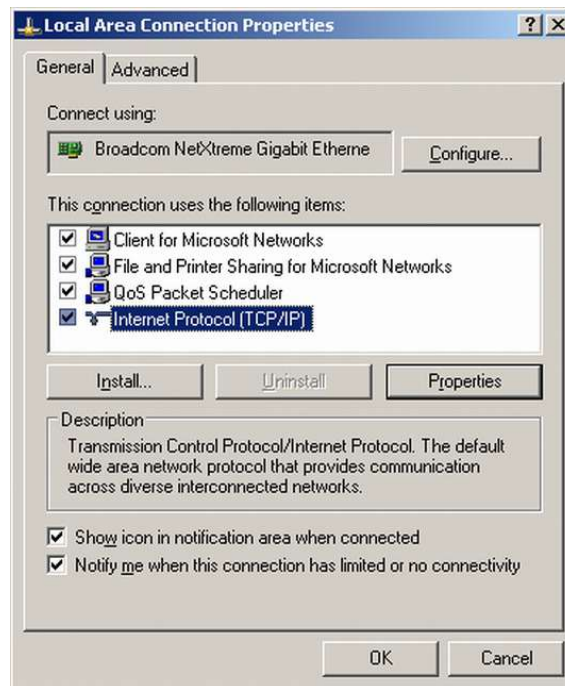 Local Area Connection Properties
General
Advanced
Connect using:
Broadcom NetXtreme Gigabit Etherne
Configure...
This connection uses the following items:
Client for Microsoft Networks
File and Printer Sharing for Microsoft Networks
QoS Packet Scheduler
Internet Protocol (TCP/IP)
Install...
Uninstall
Properties
Description
Transmission Control Protocol/Internet Protocol. The default
wide area network protocol that provides communication
across diverse interconnected networks.
Show icon in notification area when connected
Notify me when this connection has limited or no connectivity
OK
Cancel